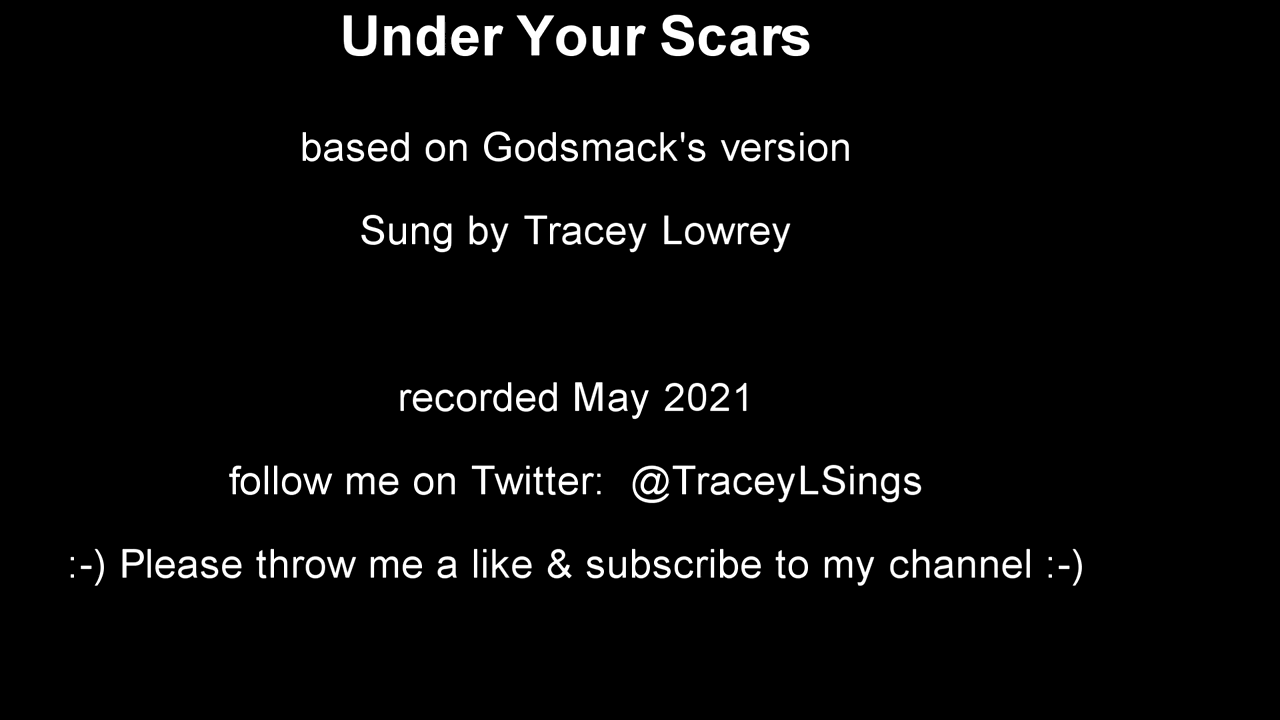 Under Your Scars
based on Godsmack's version
Sung by Tracey Lowrey
recorded May 2021
follow me on Twitter:  @TraceyLSings
:-) Please throw me a like & subscribe to my channel :-)